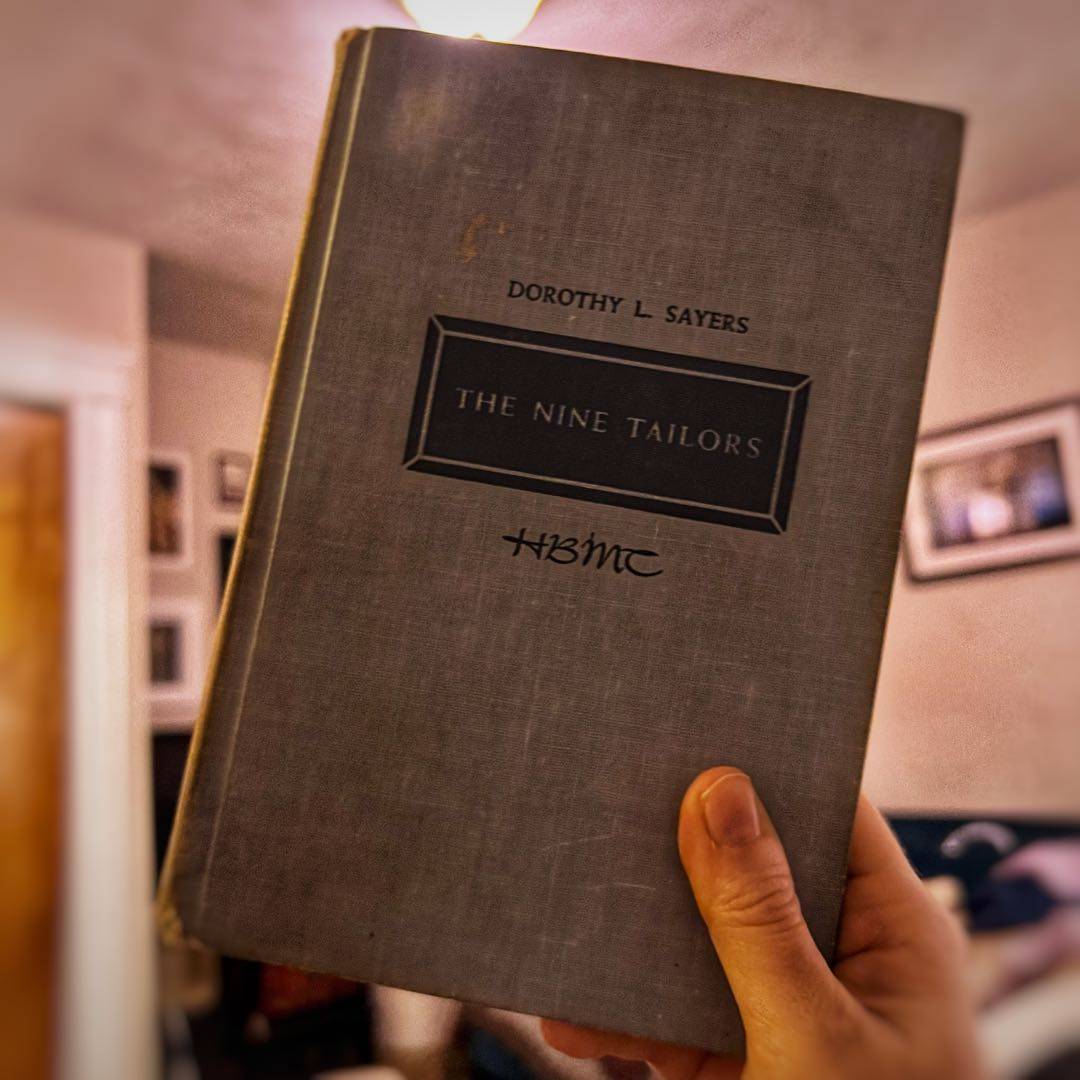 DOROTHY L. SAYERS
THE NINE TAILORS
HBMC